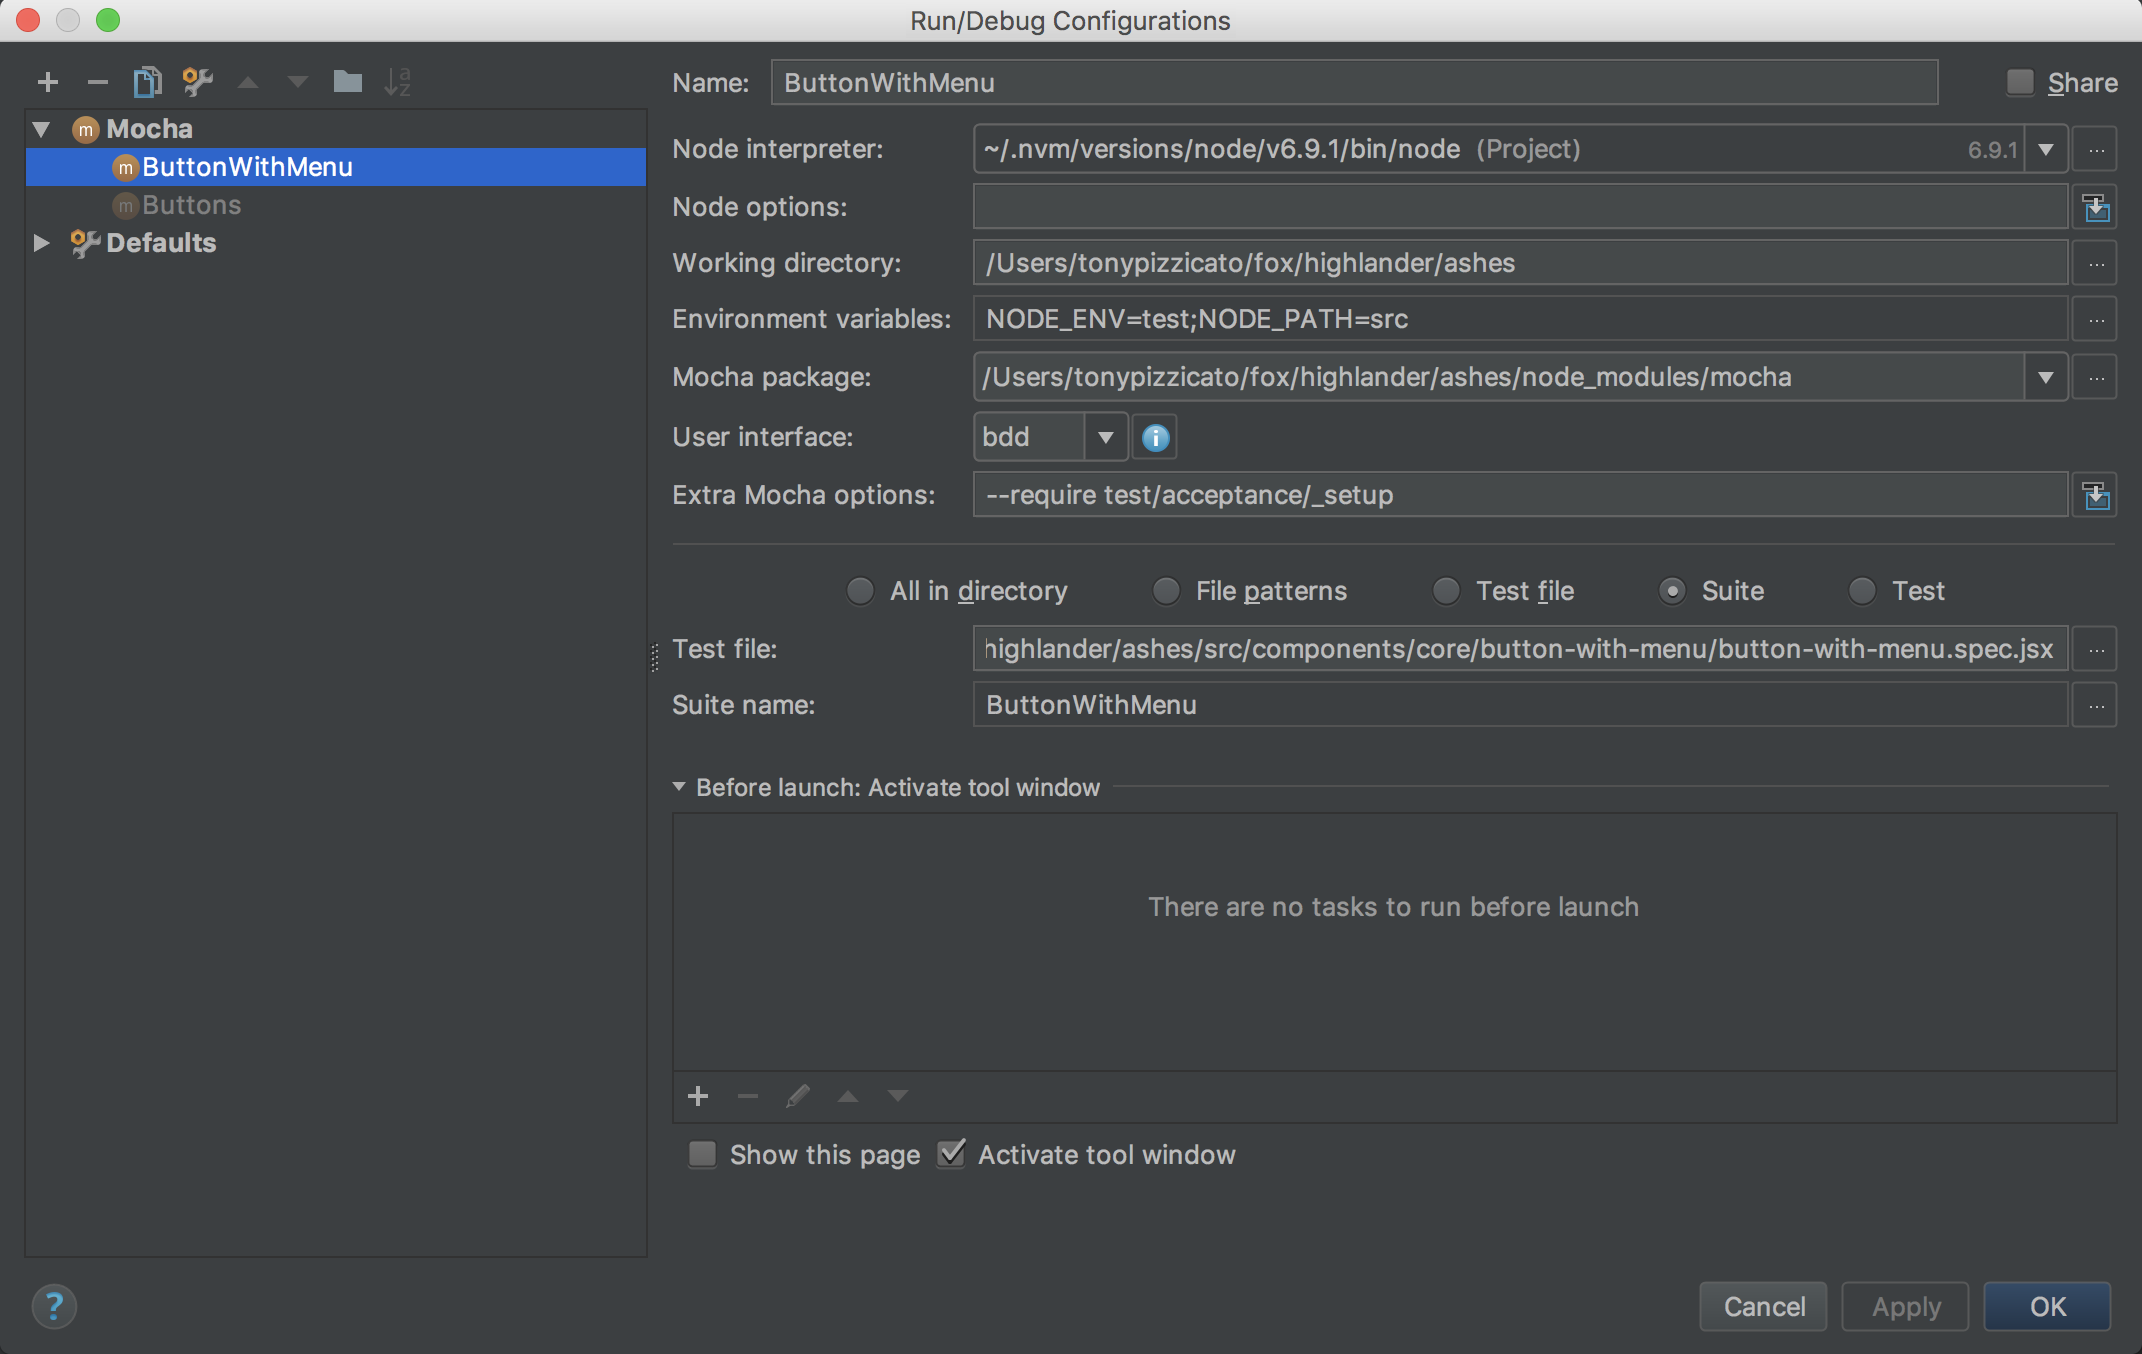 Run/Debug Configurations
Mocha
ButtonWithMenu
Buttons
Defaults
Name: ButtonWithMenu Share
Node interpreter: ~/.nvm/versions/node/v6.9.1/bin/node (Project) 6.9.1
Node options:
Working directory: /Users/tonypizzicato/fox/highlander/ashes
Environment variables: NODE_ENV=test;NODE_PATH=src
Mocha package: /Users/tonypizzicato/fox/highlander/ashes/node_modules/mocha
User interface: bdd
Extra Mocha options: --require test/acceptance/_setup
All in directory File patterns Test file Suite Test
Test file: highlander/ashes/src/components/core/button-with-menu/button-with-menu.spec.jsx
Suite name: ButtonWithMenu
Before launch: Activate tool window
There are no tasks to run before launch
Show this page Activate tool window
? Cancel Apply OK